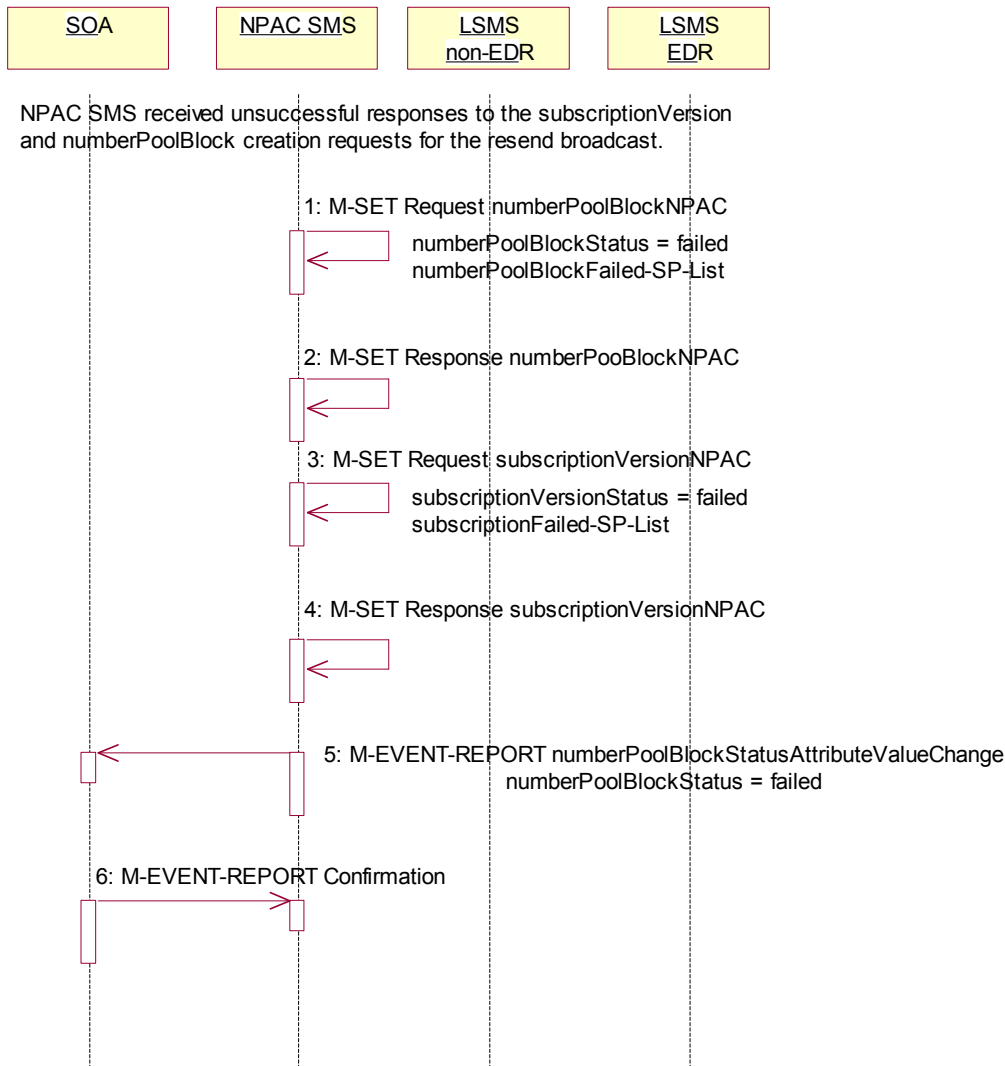 SOA
NPAC SMS
LSMS
non-EDR
LSMS
EDR
NPAC SMS received unsuccessful responses to the subscriptionVersion
and numberPoolBlock creation requests for the resend broadcast.
1: M-SET Request numberPoolBlockNPAC
numberPoolBlockStatus = failed
numberPoolBlockFailed-SP-List
2: M-SET Response numberPooBlockNPAC
3: M-SET Request subscriptionVersionNPAC
subscriptionVersionStatus = failed
subscriptionFailed-SP-List
4: M-SET Response subscriptionVersionNPAC
5: M-EVENT-REPORT numberPoolBlockStatusAttributeValueChange
numberPoolBlockStatus = failed
6: M-EVENT-REPORT Confirmation